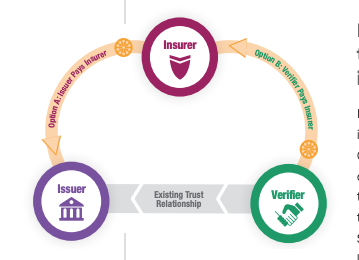 Insurer
Option A: Issuer Pays Insurer
Option B: Verifier Pays Insurer
Issuer
Existing Trust
Relationship
Verifier